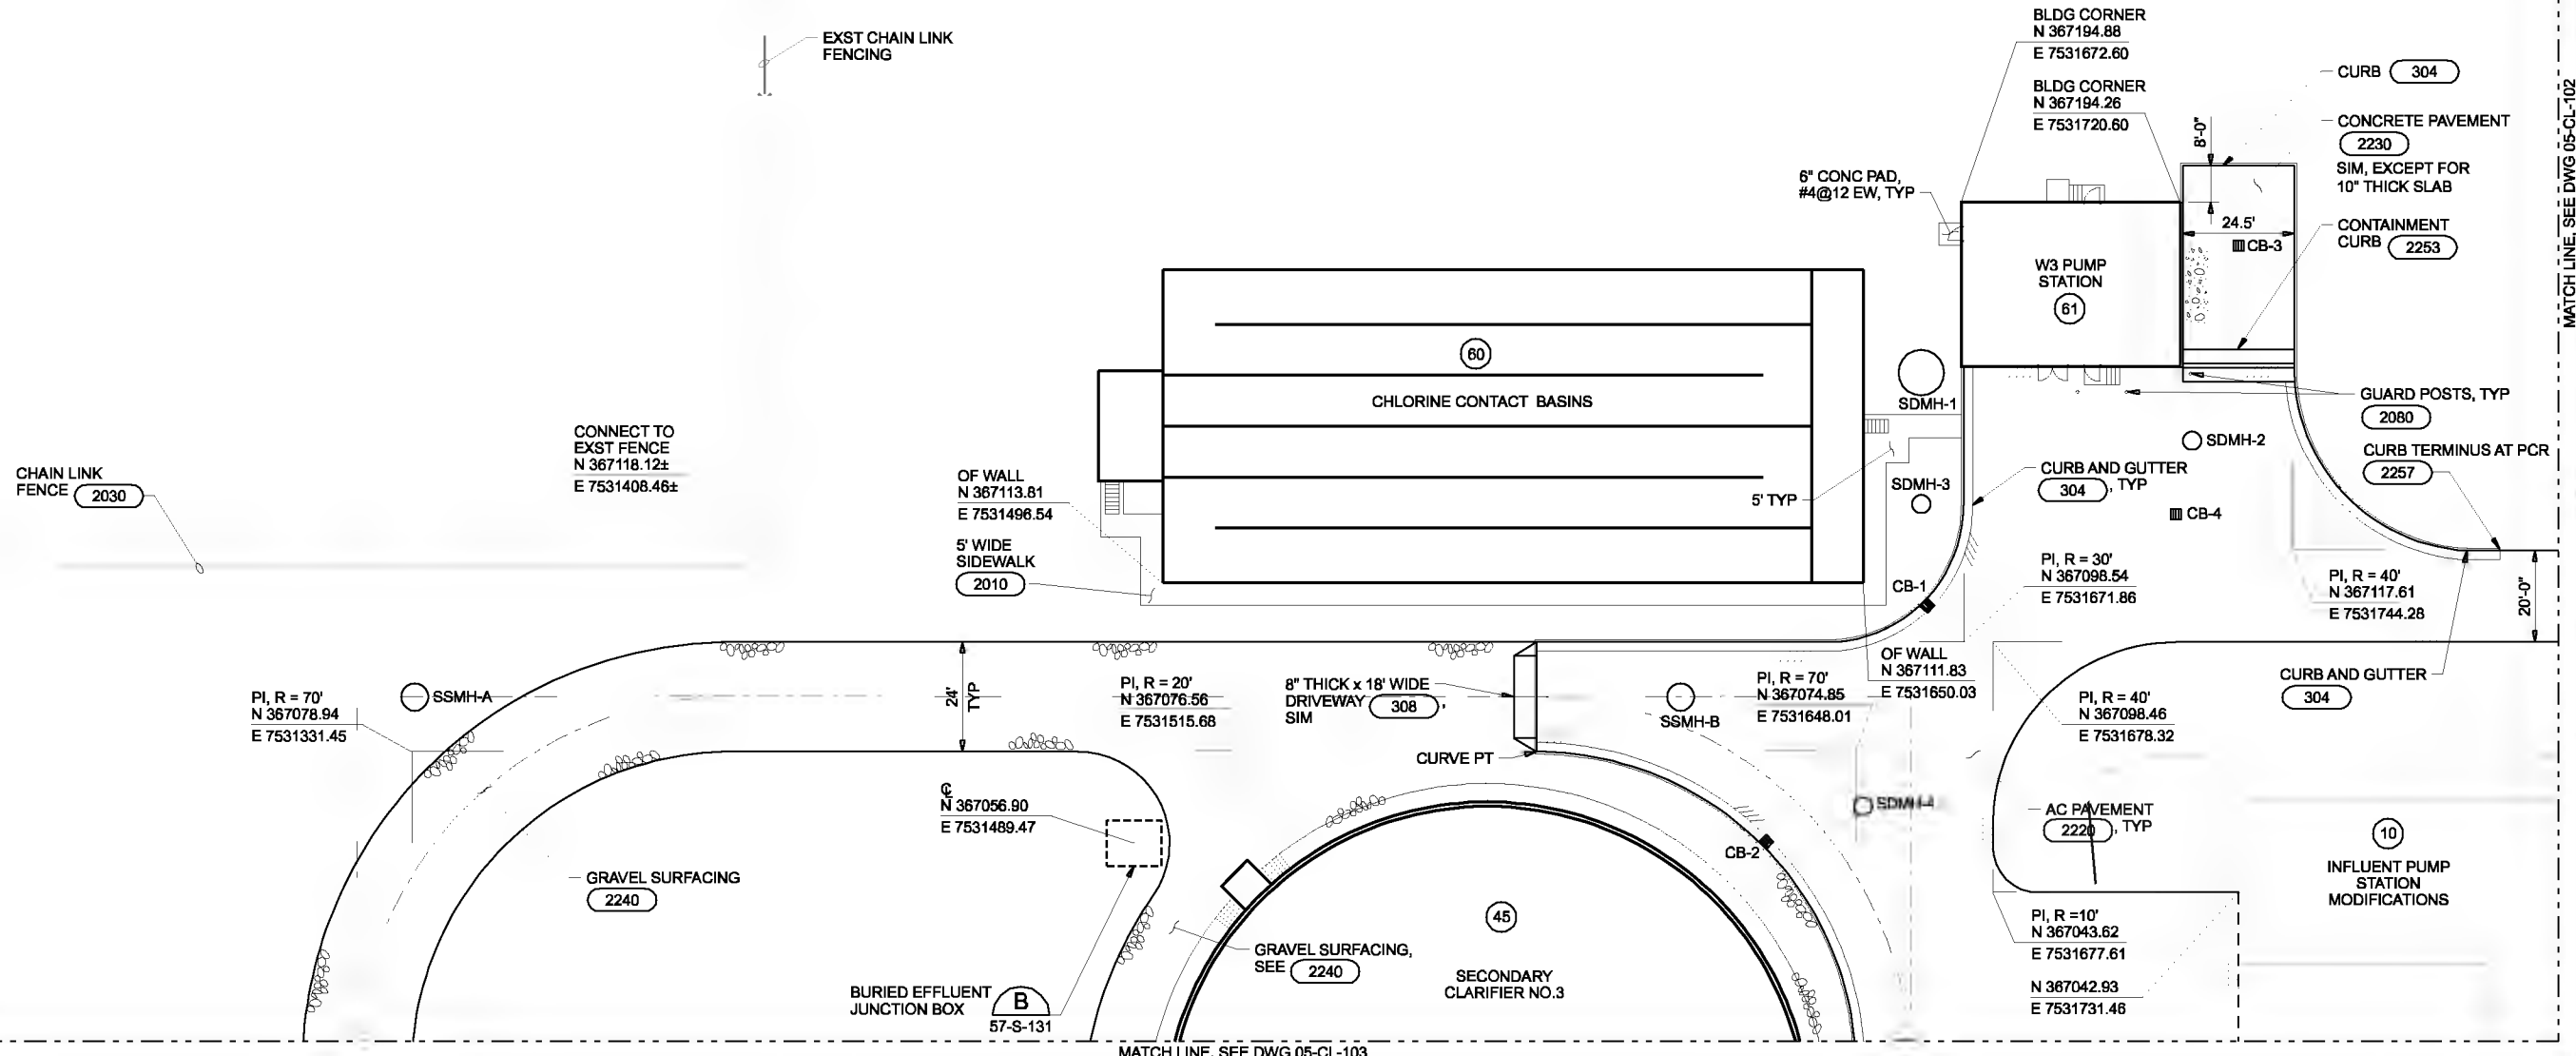 EXST CHAIN LINK
FENCING
BLDG CORNER
N 367194.88
E 7531672.60
BLDG CORNER
N 367194.26
E 7531720.60
CURB 304
CONCRETE PAVEMENT
2230
SIM, EXCEPT FOR
10" THICK SLAB
8'-0"
24.5'
CB-3
CONTAINMENT
CURB 2253
MATCH LINE, SEE DWG 05-CL-102
6" CONC PAD,
#4@12 EW, TYP
W3 PUMP
STATION
61
60
CHLORINE CONTACT BASINS
SDMH-1
GUARD POSTS, TYP
2080
SDMH-2
CURB TERMINUS AT PCR
2257
CONNECT TO
EXST FENCE
N 367118.12±
E 7531408.46±
CHAIN LINK
FENCE 2030
OF WALL
N 367113.81
E 7531496.54
5' WIDE
SIDEWALK
2010
5' TYP
SDMH-3
CURB AND GUTTER
304 , TYP
CB-4
CB-1
PI, R = 30'
N 367098.54
E 7531671.86
PI, R = 40'
N 367117.61
E 7531744.28
20'-0"
PI, R = 70'
N 367078.94
E 7531331.45
SSMH-A
24'
TYP
PI, R = 20'
N 367076.56
E 7531515.68
8" THICK x 18' WIDE
DRIVEWAY 308 ,
SIM
SSMH-B
PI, R = 70'
N 367074.85
E 7531648.01
OF WALL
N 367111.83
E 7531650.03
PI, R = 40'
N 367098.46
E 7531678.32
CURB AND GUTTER
304
CURVE PT
℄
N 367056.90
E 7531489.47
SDMH-4
AC PAVEMENT
2220 , TYP
CB-2
10
INFLUENT PUMP
STATION
MODIFICATIONS
GRAVEL SURFACING
2240
45
SECONDARY
CLARIFIER NO.3
GRAVEL SURFACING,
SEE 2240
PI, R =10'
N 367043.62
E 7531677.61
N 367042.93
E 7531731.46
BURIED EFFLUENT
JUNCTION BOX
B
57-S-131
MATCH LINE, SEE DWG 05-CL-103